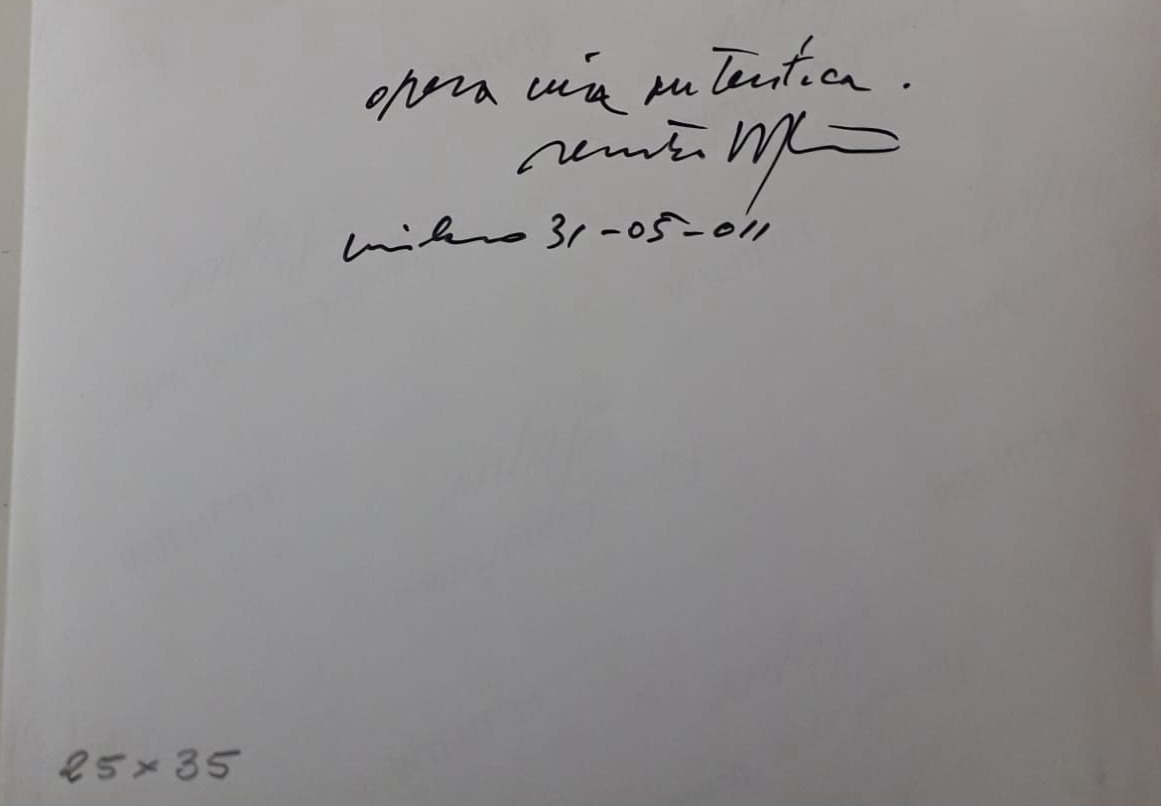 opera mia autentica.
milano 31-05-011
25 x 35